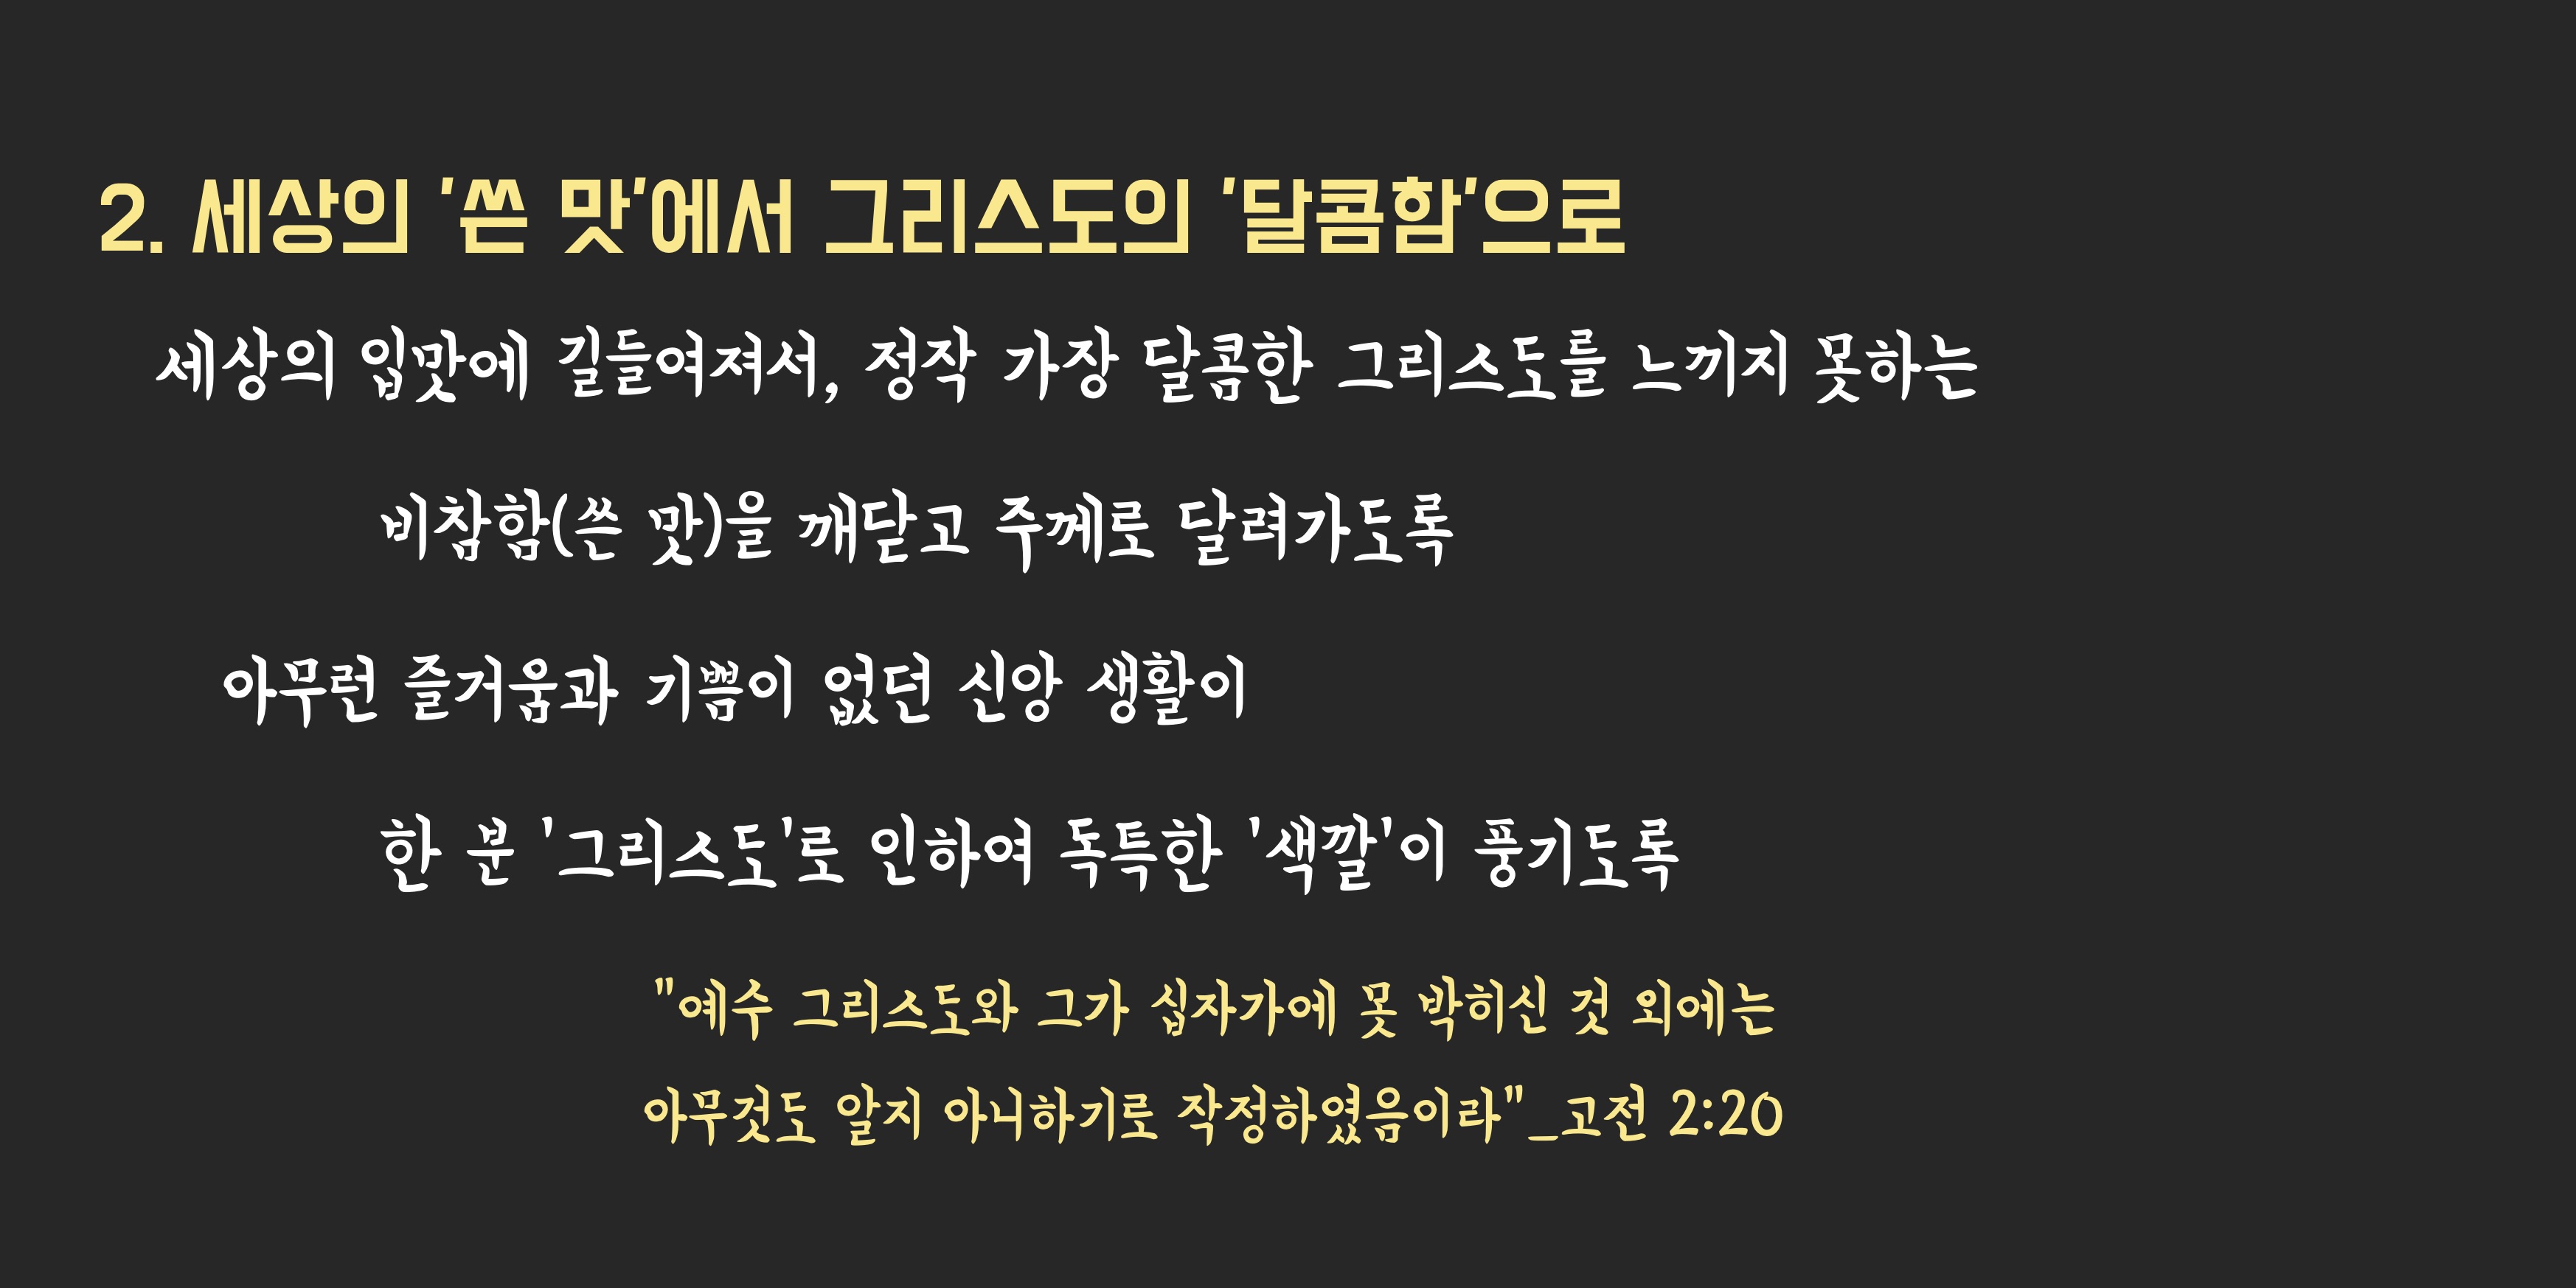 2. 세상의 '쓴 맛'에서 그리스도의 '달콤함'으로
세상의 입맛에 길들여져서, 정작 가장 달콤한 그리스도를 느끼지 못하는
비참함(쓴 맛)을 깨닫고 주께로 달려가도록
아무런 즐거움과 기쁨이 없던 신앙 생활이
한 분 '그리스도'로 인하여 독특한 '색깔'이 풍기도록
"예수 그리스도와 그가 십자가에 못 박히신 것 외에는
아무것도 알지 아니하기로 작정하였음이라"_고전 2:20